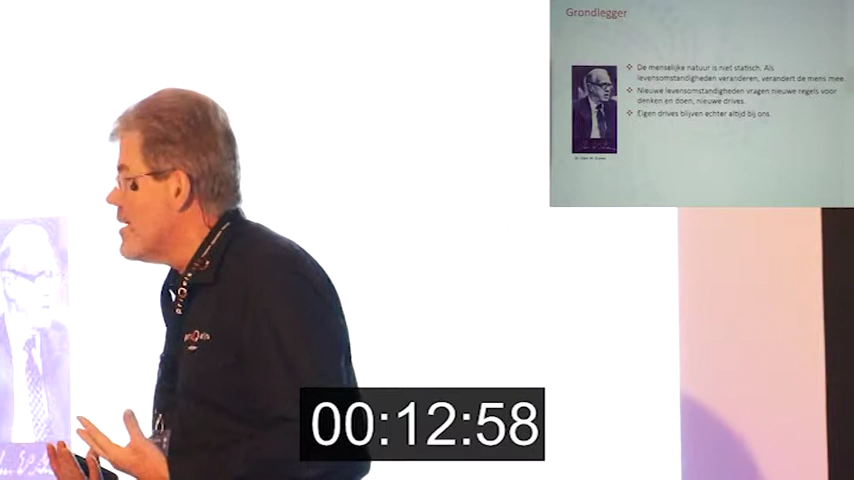 Grondlegger
❖ De menselijke natuur is niet statisch. Als
levensomstandigheden veranderen, verandert de mens mee.
❖ Nieuwe levensomstandigheden vragen nieuwe regels voor
denken en doen, nieuwe drives.
❖ Eigen drives blijven echter altijd bij ons.
00:12:58